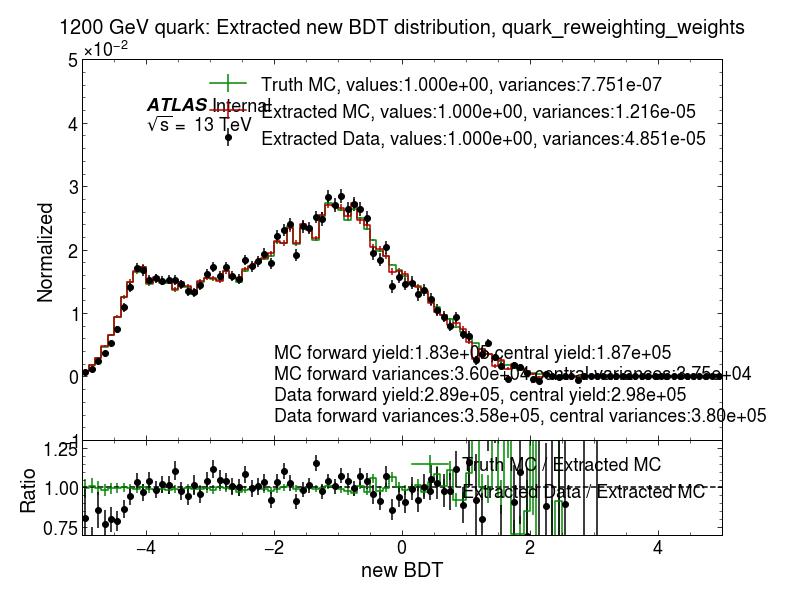 1200 GeV quark: Extracted new BDT distribution, quark_reweighting_weights
×10−2
Truth MC, values:1.000e+00, variances:7.751e-07
ATLAS Internal
Extracted MC, values:1.000e+00, variances:1.216e-05
√s = 13 TeV
Extracted Data, values:1.000e+00, variances:4.851e-05
5
4
3
2
1
0
−1
Normalized
MC forward yield:1.83e+05, central yield:1.87e+05
MC forward variances:3.60e+04, central variances:3.75e+04
Data forward yield:2.89e+05, central yield:2.98e+05
Data forward variances:3.58e+05, central variances:3.80e+05
1.25
1.00
0.75
Ratio
Truth MC / Extracted MC
Extracted Data / Extracted MC
−4 −2 0 2 4
new BDT